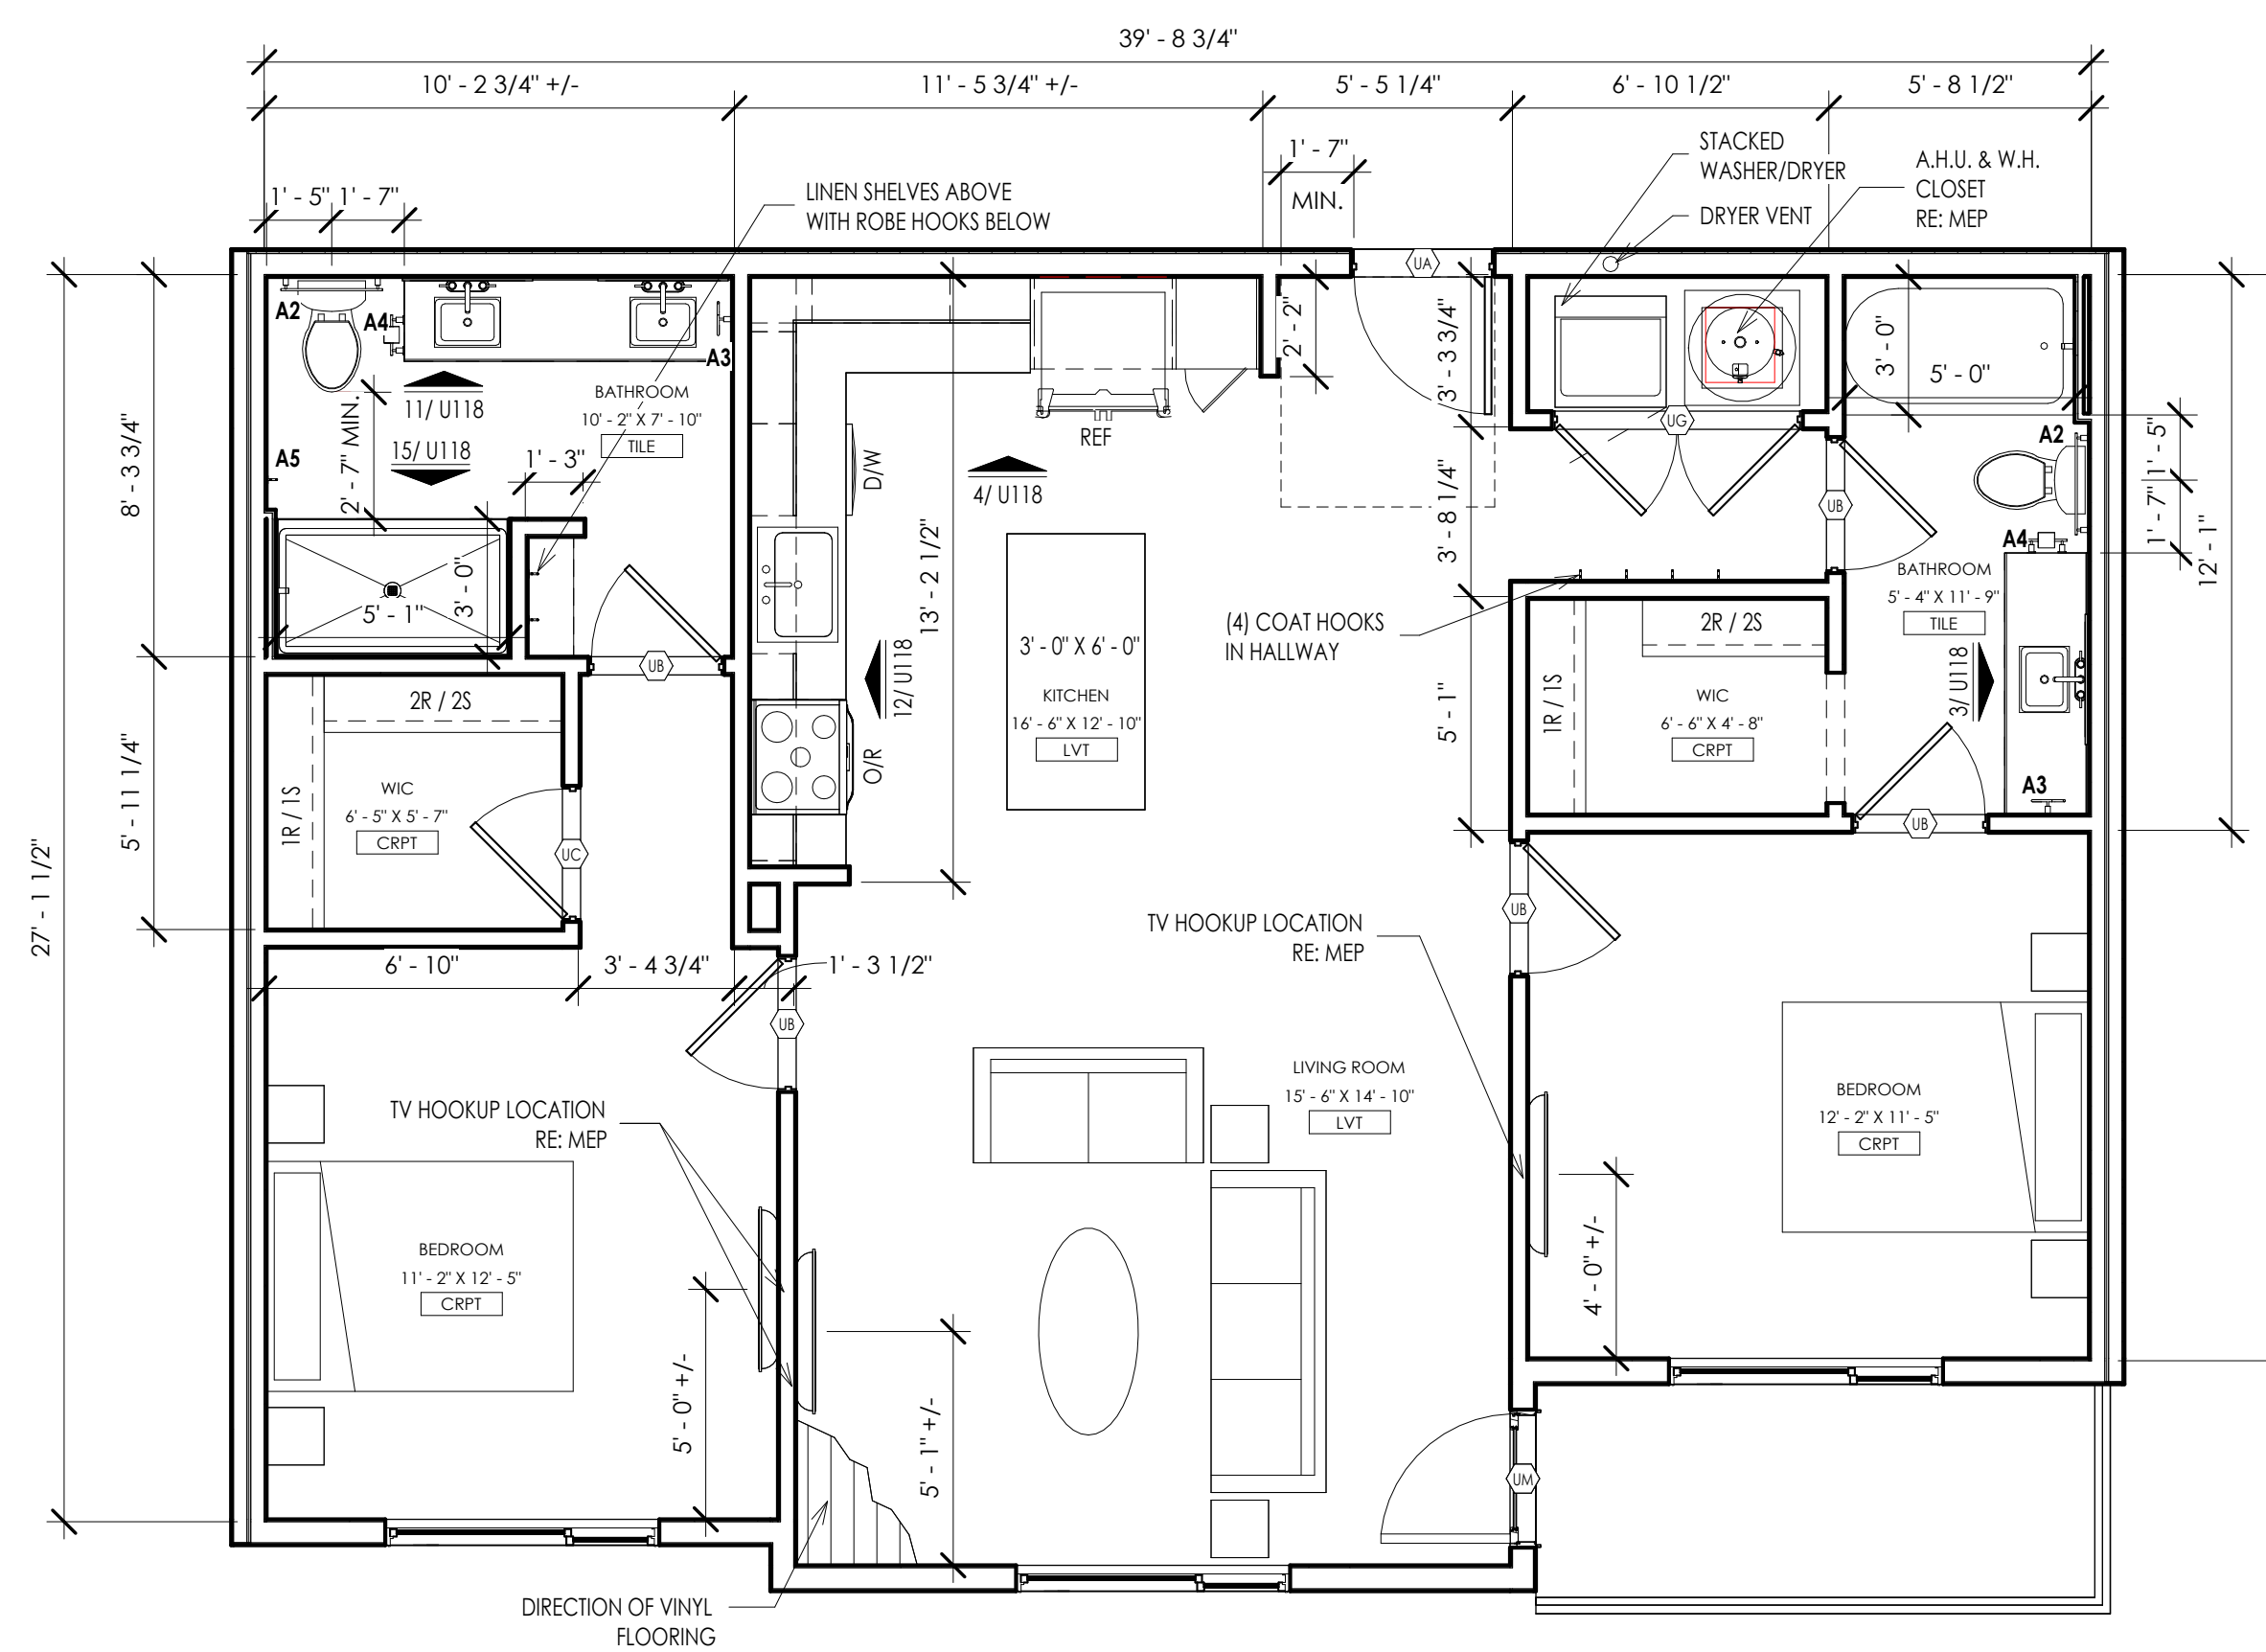 39' - 8 3/4"
10' - 2 3/4" +/-
11' - 5 3/4" +/-
5' - 5 1/4"
6' - 10 1/2"
5' - 8 1/2"
1' - 7"
MIN.
STACKED
WASHER/DRYER
DRYER VENT
A.H.U. & W.H.
CLOSET
RE: MEP
1' - 5"
1' - 7"
LINEN SHELVES ABOVE
WITH ROBE HOOKS BELOW
UA
A2
A4
A3
11/ U118
15/ U118
A5
2' - 7" MIN.
BATHROOM
10' - 2" X 7' - 10"
TILE
1' - 3"
5' - 1"
3' - 0"
UB
8' - 3 3/4"
5' - 11 1/4"
27' - 1 1/2"
REF
D/W
4/ U118
13' - 2 1/2"
12/ U118
O/R
3' - 0" X 6' - 0"
KITCHEN
16' - 6" X 12' - 10"
LVT
2' - 2"
3' - 3 3/4"
3' - 8 1/4"
5' - 1"
UG
UB
3' - 0"
5' - 0"
A2
A4
1' - 5"
1' - 7"
12' - 1"
BATHROOM
5' - 4" X 11' - 9"
TILE
3/ U118
A3
UB
(4) COAT HOOKS
IN HALLWAY
2R / 2S
1R / 1S
WIC
6' - 6" X 4' - 8"
CRPT
2R / 2S
1R / 1S
WIC
6' - 5" X 5' - 7"
CRPT
UC
6' - 10"
3' - 4 3/4"
1' - 3 1/2"
UB
TV HOOKUP LOCATION
RE: MEP
UB
TV HOOKUP LOCATION
RE: MEP
LIVING ROOM
15' - 6" X 14' - 10"
LVT
BEDROOM
12' - 2" X 11' - 5"
CRPT
4' - 0" +/-
BEDROOM
11' - 2" X 12' - 5"
CRPT
5' - 0" +/-
5' - 1" +/-
UM
DIRECTION OF VINYL
FLOORING